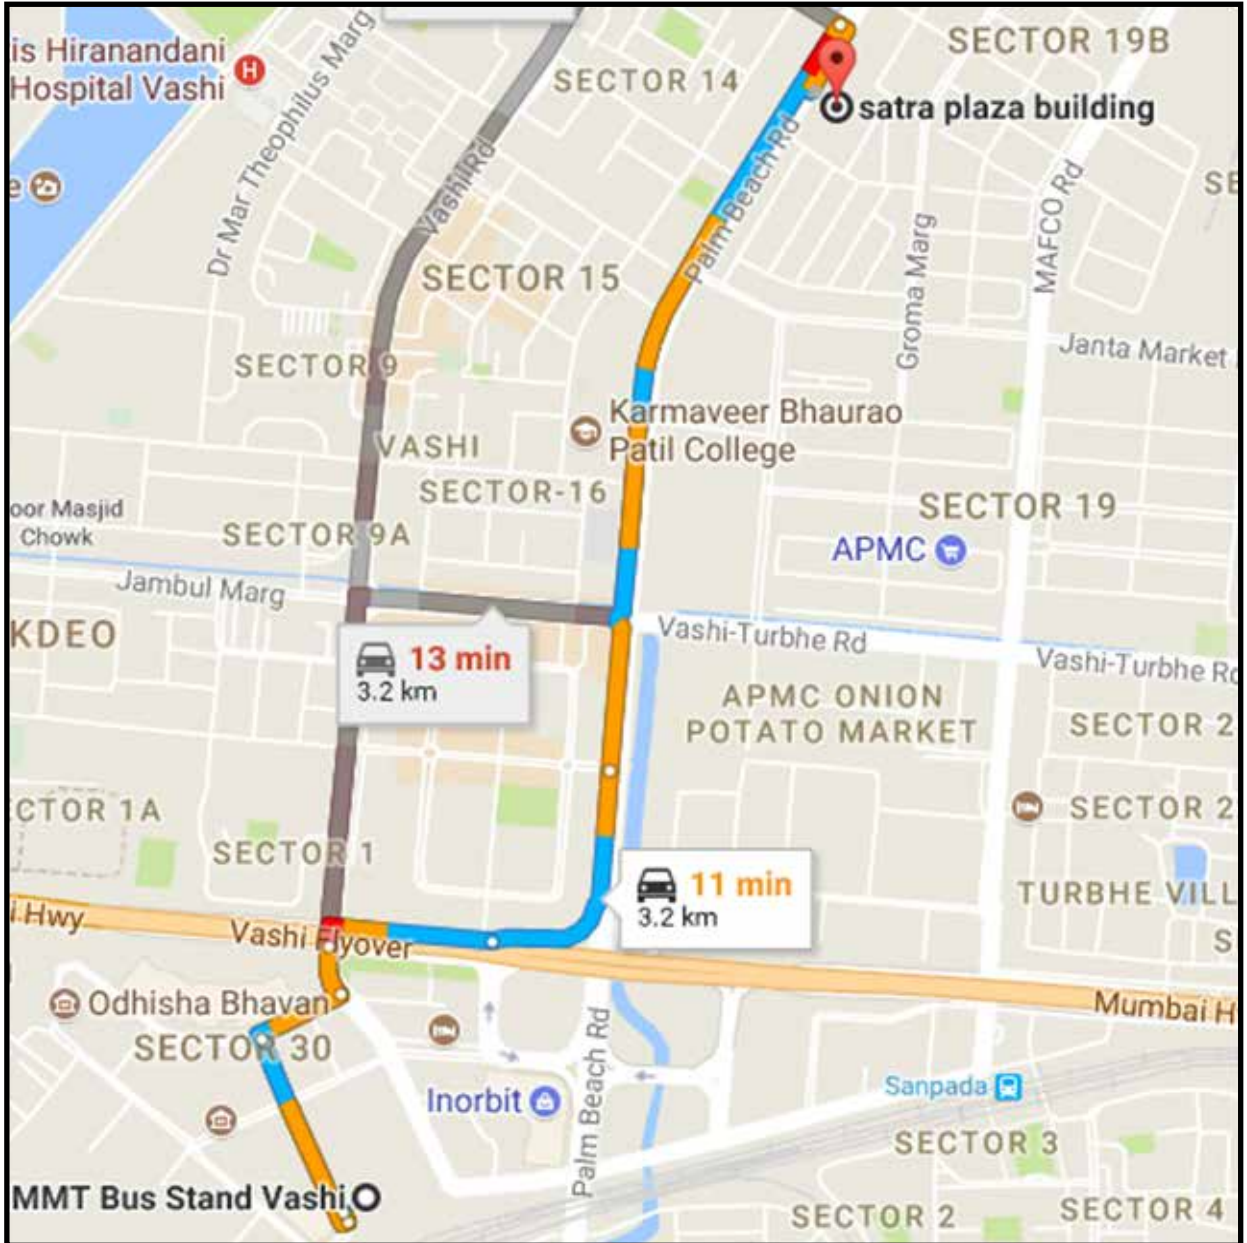 is Hiranandani
Hospital Vashi
H
Dr Mar Theophilus Marg
SECTOR 14
SECTOR 19B
satra plaza building
e
SE
Vashi Rd
Palm Beach Rd
Groma Marg
MAFCO Rd
SECTOR 15
Janta Market
SECTOR 9
Karmaveer Bhaurao
Patil College
VASHI
SECTOR-16
SECTOR 19
oor Masjid
Chowk
SECTOR 9A
APMC
Jambul Marg
KDEO
Vashi-Turbhe Rd
Vashi-Turbhe Rd
13 min
3.2 km
APMC ONION
POTATO MARKET
SECTOR 2
CTOR 1A
SECTOR 2
SECTOR 1
11 min
3.2 km
TURBHE VILL
i Hwy
Vashi Flyover
S
Odhisha Bhavan
Mumbai H
SECTOR 30
Palm Beach Rd
Inorbit
Sanpada
SECTOR 3
MMT Bus Stand Vashi
SECTOR 2
SECTOR 4